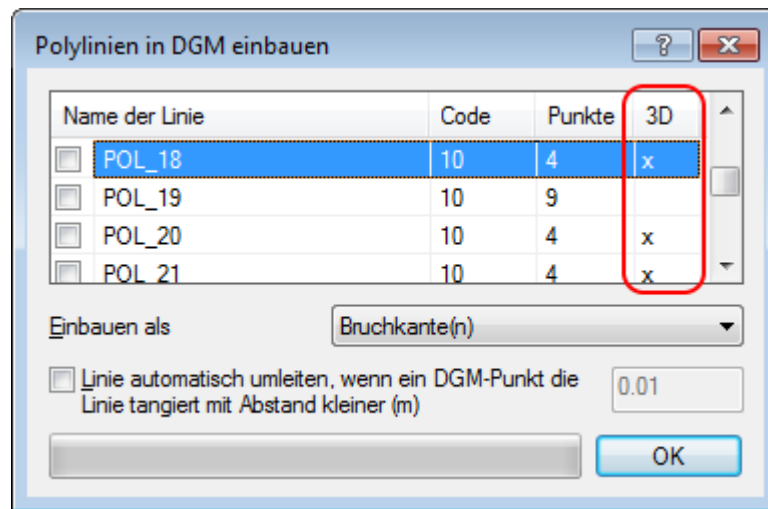 Polylinien in DGM einbauen
Name der Linie Code Punkte 3D
POL_18 10 4 x
POL_19 10 9
POL_20 10 4 x
POL_21 10 4 x
Einbauen als Bruchkante(n)
Linie automatisch umleiten, wenn ein DGM-Punkt die
Linie tangiert mit Abstand kleiner (m) 0.01
OK